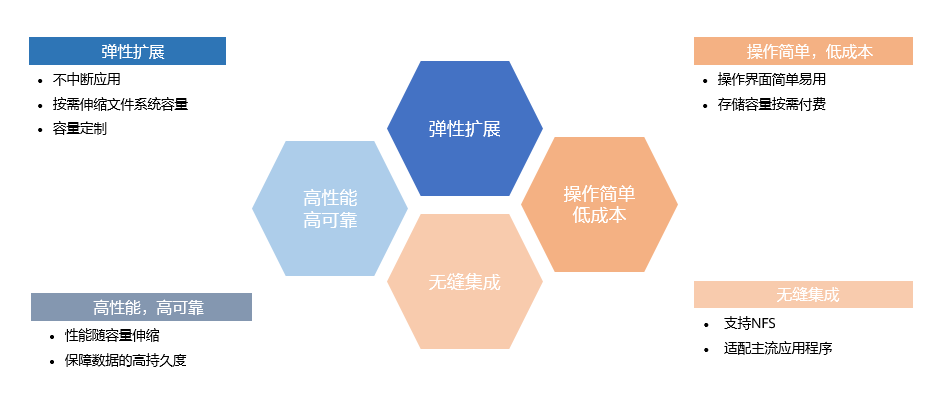 弹性扩展
不中断应用
按需伸缩文件系统容量
容量定制
操作简单，低成本
操作界面简单易用
存储容量按需付费
弹性扩展
高性能
高可靠
操作简单
低成本
无缝集成
高性能，高可靠
性能随容量伸缩
保障数据的高持久度
无缝集成
支持NFS
适配主流应用程序